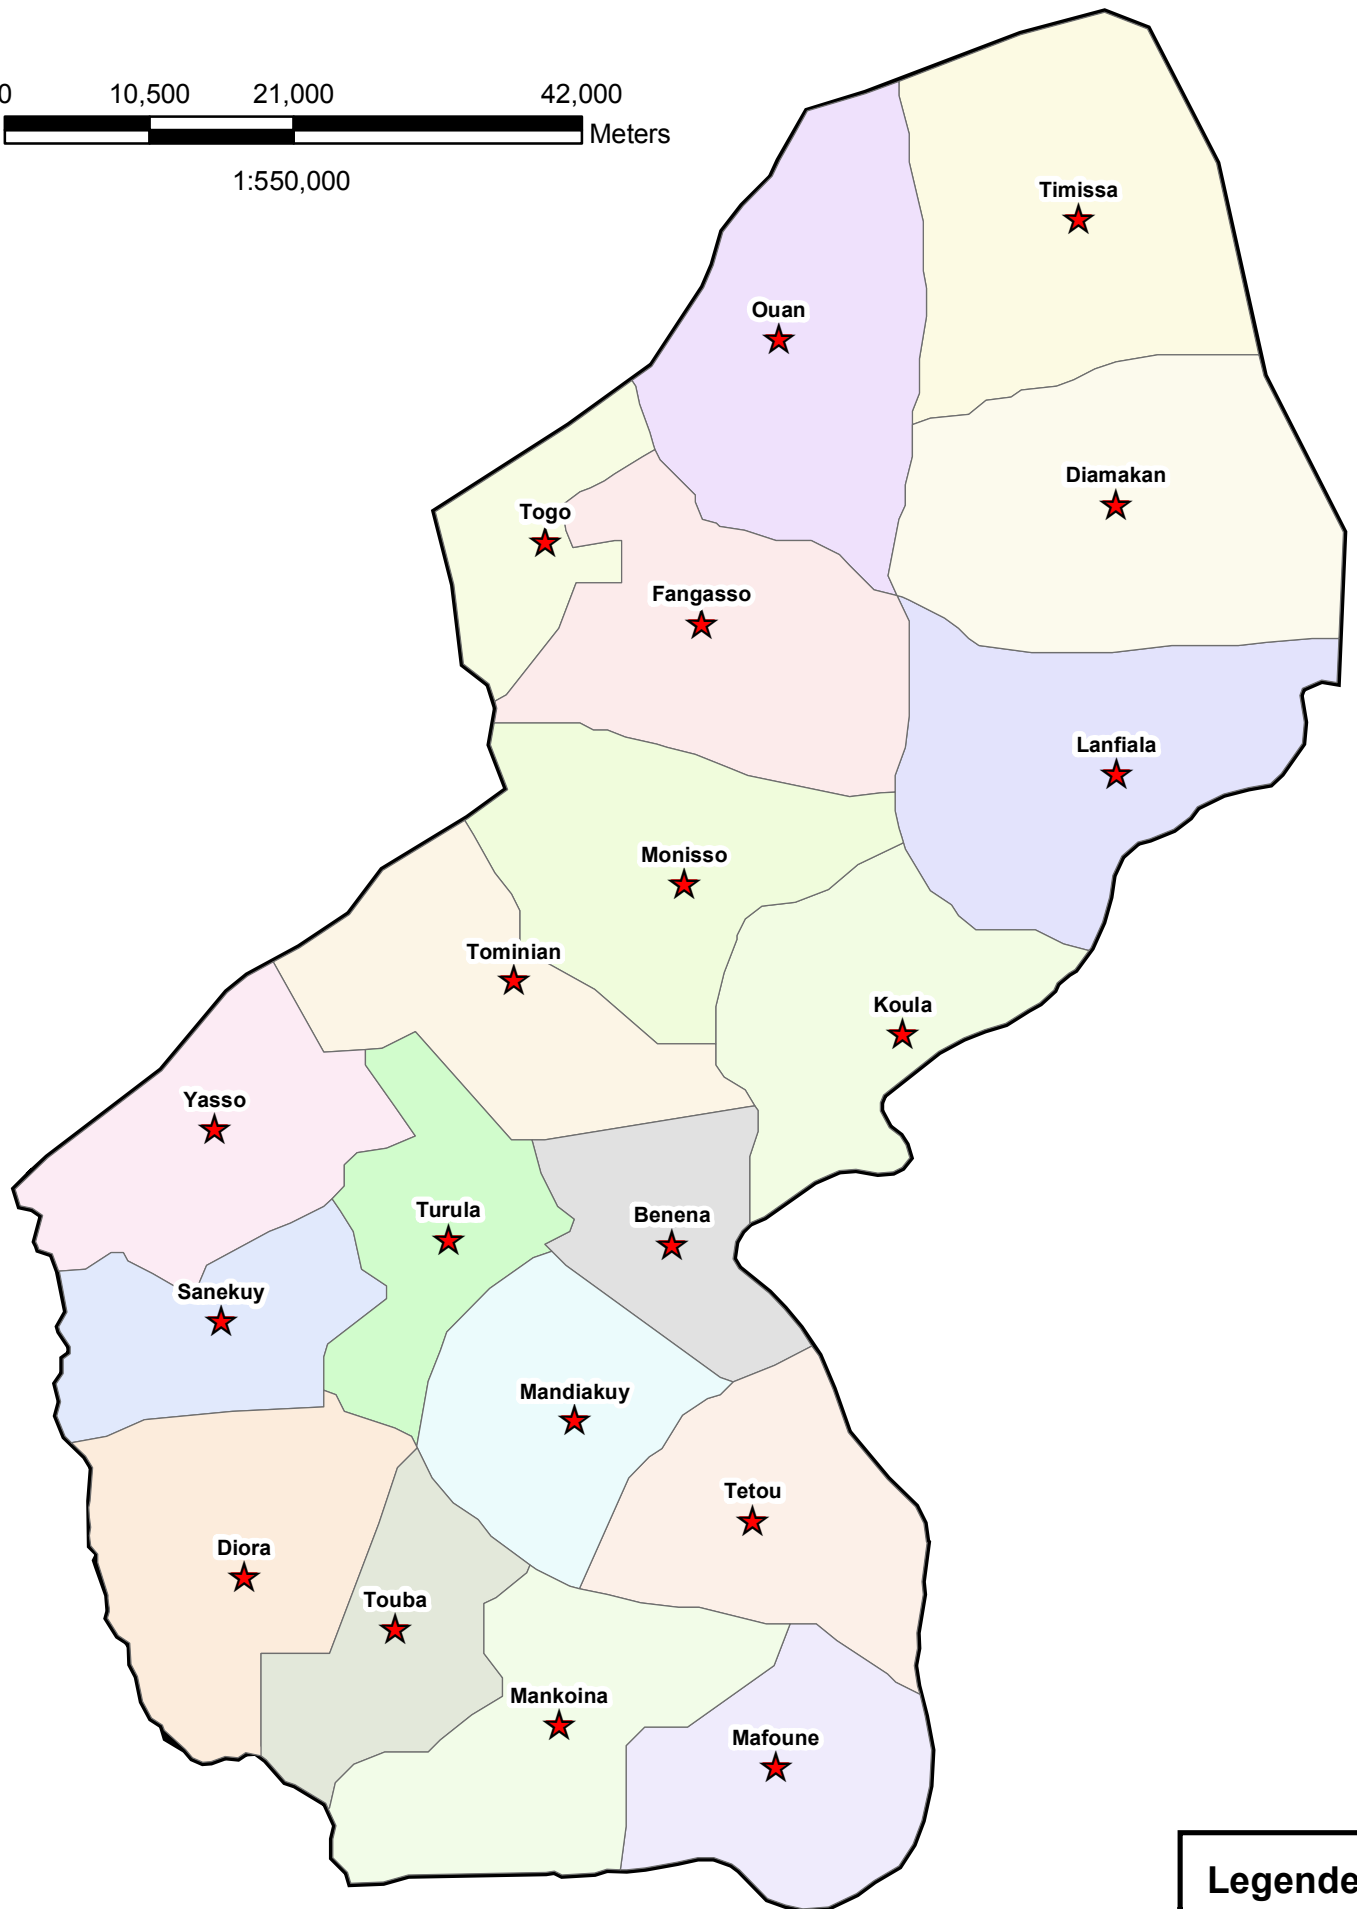 0 10,500 21,000 42,000
Meters
1:550,000
Timissa
Ouan
Diamakan
Togo
Fangasso
Lanfiala
Monisso
Tominian
Koula
Yasso
Turula
Benena
Sanekuy
Mandiakuy
Tetou
Diora
Touba
Mankoina
Mafoune
Legende